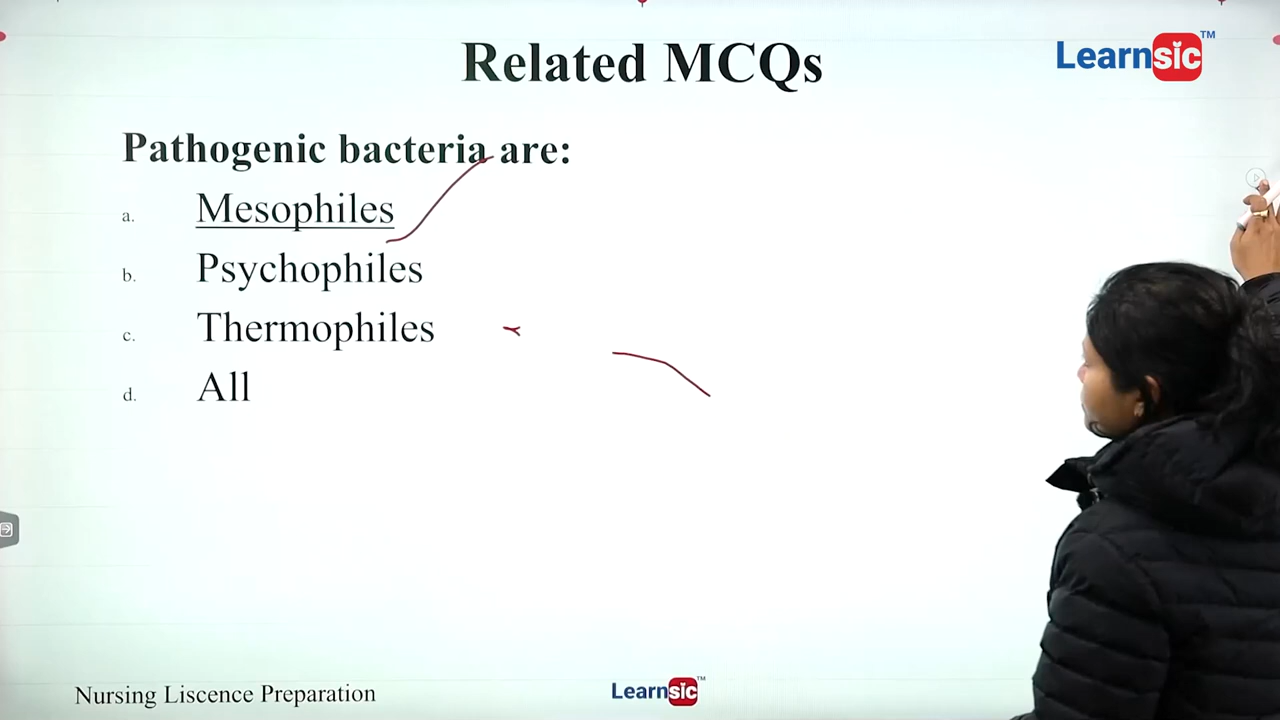 Related MCQs
Learnsic™
Pathogenic bacteria are:
a. Mesophiles
b. Psychophiles
c. Thermophiles
d. All
Nursing Liscence Preparation
Learnsic™